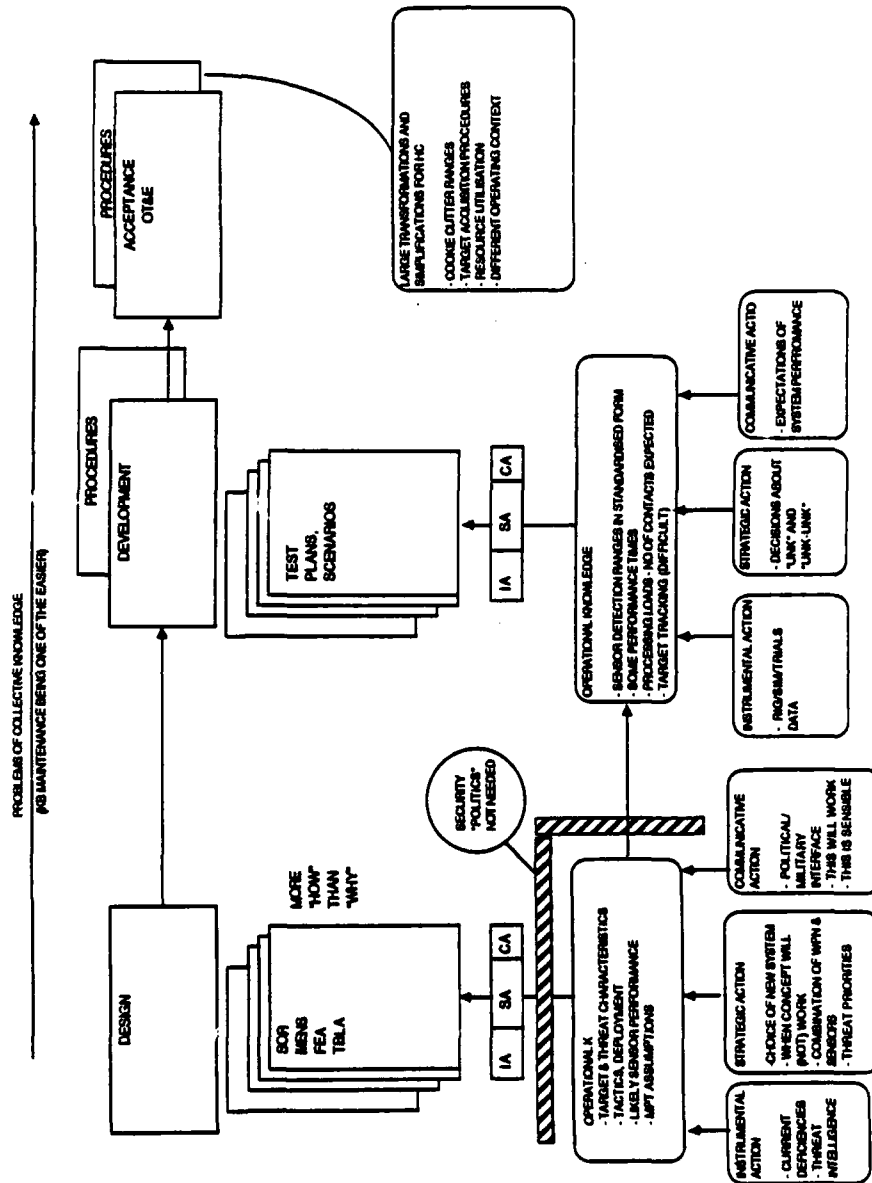 PROBLEMS OF COLLECTIVE KNOWLEDGE
(KB MAINTENANCE BEING ONE OF THE EASIER)
DESIGN
PROCEDURES
DEVELOPMENT
PROCEDURES
ACCEPTANCE
OT&E
SOR
MENS
FEA
TBLA
MORE
"HOW"
THAN
"WHY"
TEST
PLANS,
SCENARIOS
LARGE TRANSFORMATIONS AND
SIMPLIFICATIONS FOR HC
- COOKIE CUTTER RANGES
- TARGET ACQUISITION PROCEDURES
- RESOURCE UTILISATION
- DIFFERENT OPERATING CONTEXT
IA SA CA
IA SA CA
SECURITY
"POLITICS"
NOT NEEDED
OPERATIONAL K
- TARGET & THREAT CHARACTERISTICS
- TACTICS, DEPLOYMENT
- LIKELY SENSOR PERFORMANCE
- MPT ASSUMPTIONS
OPERATIONAL KNOWLEDGE
- SENSOR DETECTION RANGES IN STANDARDISED FORM
- SOME PERFORMANCE TIMES
- PROCESSING LOADS - NO OF CONTACTS EXPECTED
- TARGET TRACKING (DIFFICULT)
INSTRUMENTAL
ACTION
- CURRENT
DEFICIENCIES
- THREAT
INTELLIGENCE
STRATEGIC ACTION
-CHOICE OF NEW SYSTEM
- WHEN CONCEPT WILL
(NOT) WORK
- COMBINATION OF WPN &
SENSORS
- THREAT PRIORITIES
COMMUNICATIVE
ACTION
- POLITICAL/
MILITARY
INTERFACE
- THIS WILL WORK
- THIS IS SENSIBLE
INSTRUMENTAL ACTION
- RIG/SIM/TRIALS
DATA
STRATEGIC ACTION
- DECISIONS ABOUT
"LINK" AND
"UNK-UNK"
COMMUNICATIVE ACTIO
- EXPECTATIONS OF
SYSTEM PERFROMANCE